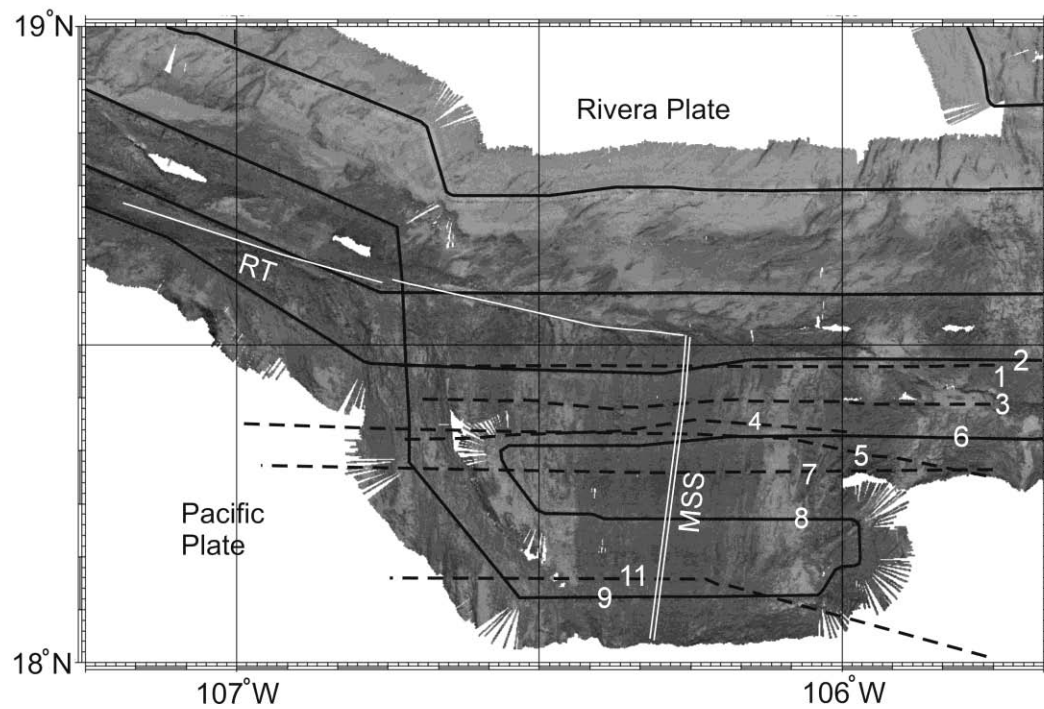 19°N
Rivera Plate
RT
2
1
3
4
6
5
7
MSS
Pacific
Plate
8
11
9
18°N
107°W
106°W